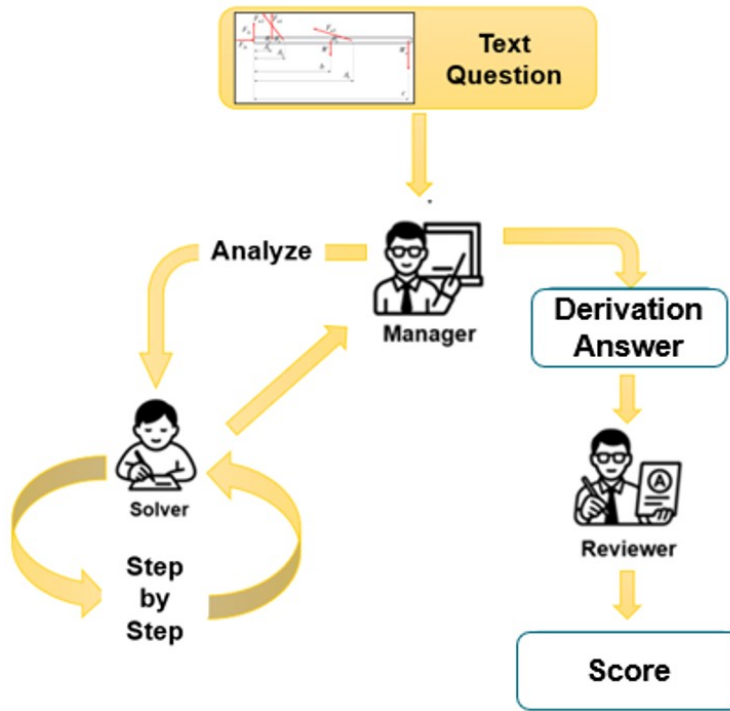 Text
Question
Analyze
Manager
Derivation
Answer
Solver
Step
by
Step
Reviewer
A
Score